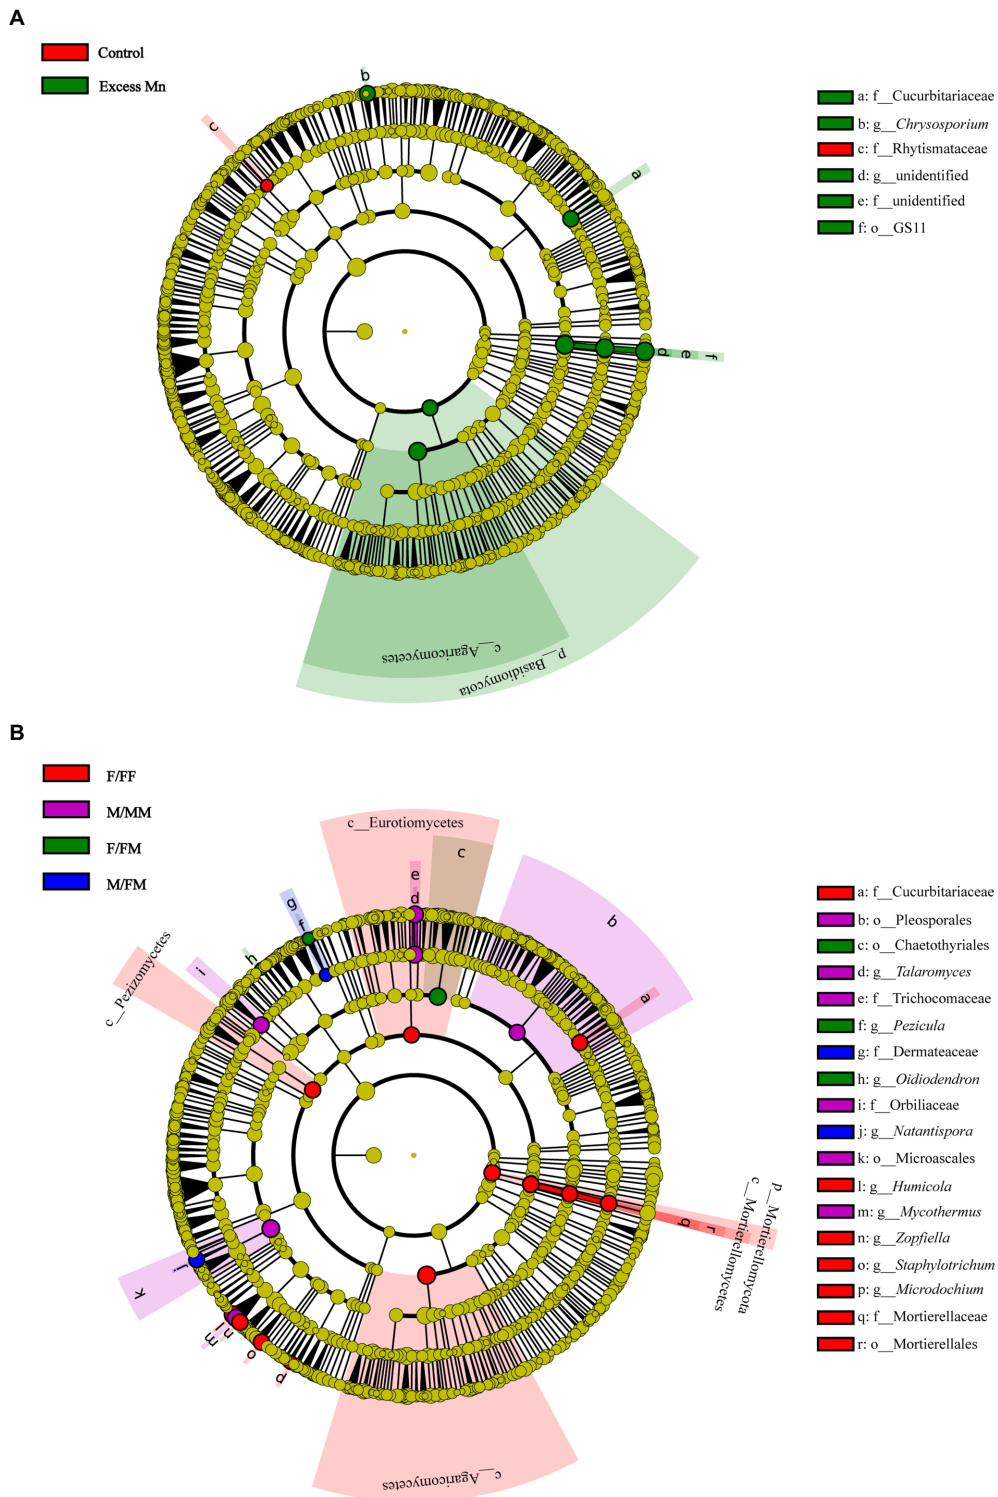 A
Control
Excess Mn
a: f__Cucurbitariaceae
b: g__Chrysosporium
c: f__Rhytismataceae
d: g__unidentified
e: f__unidentified
f: o__GS11
b
c
a
d e f
c__Agaricomycetes
p__Basidiomycota
B
F/FF
M/MM
F/FM
M/FM
a: f__Cucurbitariaceae
b: o__Pleosporales
c: o__Chaetothyriales
d: g__Talaromyces
e: f__Trichocomaceae
f: g__Pezicula
g: f__Dermateaceae
h: g__Oidiodendron
i: f__Orbiliaceae
j: g__Natantispora
k: o__Microascales
l: g__Humicola
m: g__Mycothermus
n: g__Zopfiella
o: g__Staphylotrichum
p: g__Microdochium
q: f__Mortierellaceae
r: o__Mortierellales
c__Eurotiomycetes
c
e
d
b
g
f
h
i
c__Pezizomycetes
a
q r
p__Mortierellomycota
c__Mortierellomycetes
j
k
m
l
n
o
p
c__Agaricomycetes